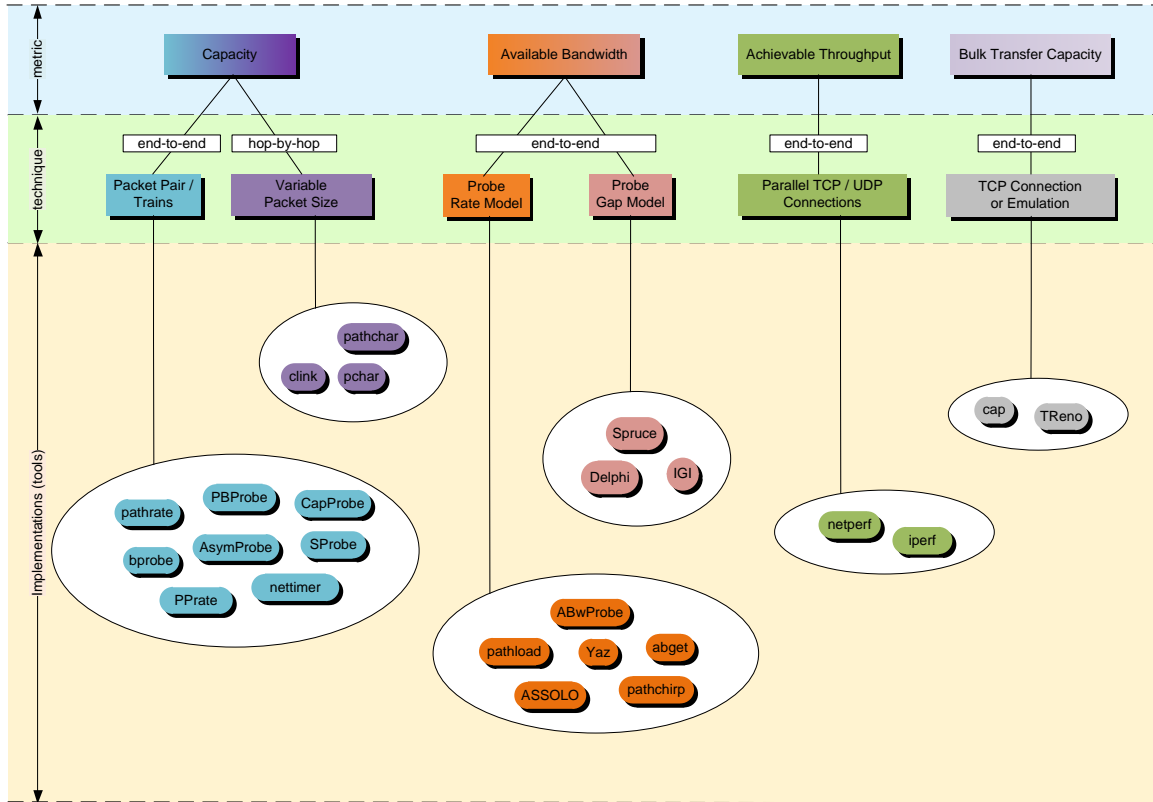 metric
Capacity
Available Bandwidth
Achievable Throughput
Bulk Transfer Capacity
technique
end-to-end
hop-by-hop
end-to-end
end-to-end
end-to-end
Packet Pair /
Trains
Variable
Packet Size
Probe
Rate Model
Probe
Gap Model
Parallel TCP / UDP
Connections
TCP Connection
or Emulation
Implementations (tools)
pathchar
clink
pchar
cap
TReno
Spruce
Delphi
IGI
pathrate
PBProbe
CapProbe
bprobe
AsymProbe
SProbe
PPrate
nettimer
netperf
iperf
ABwProbe
pathload
Yaz
abget
ASSOLO
pathchirp